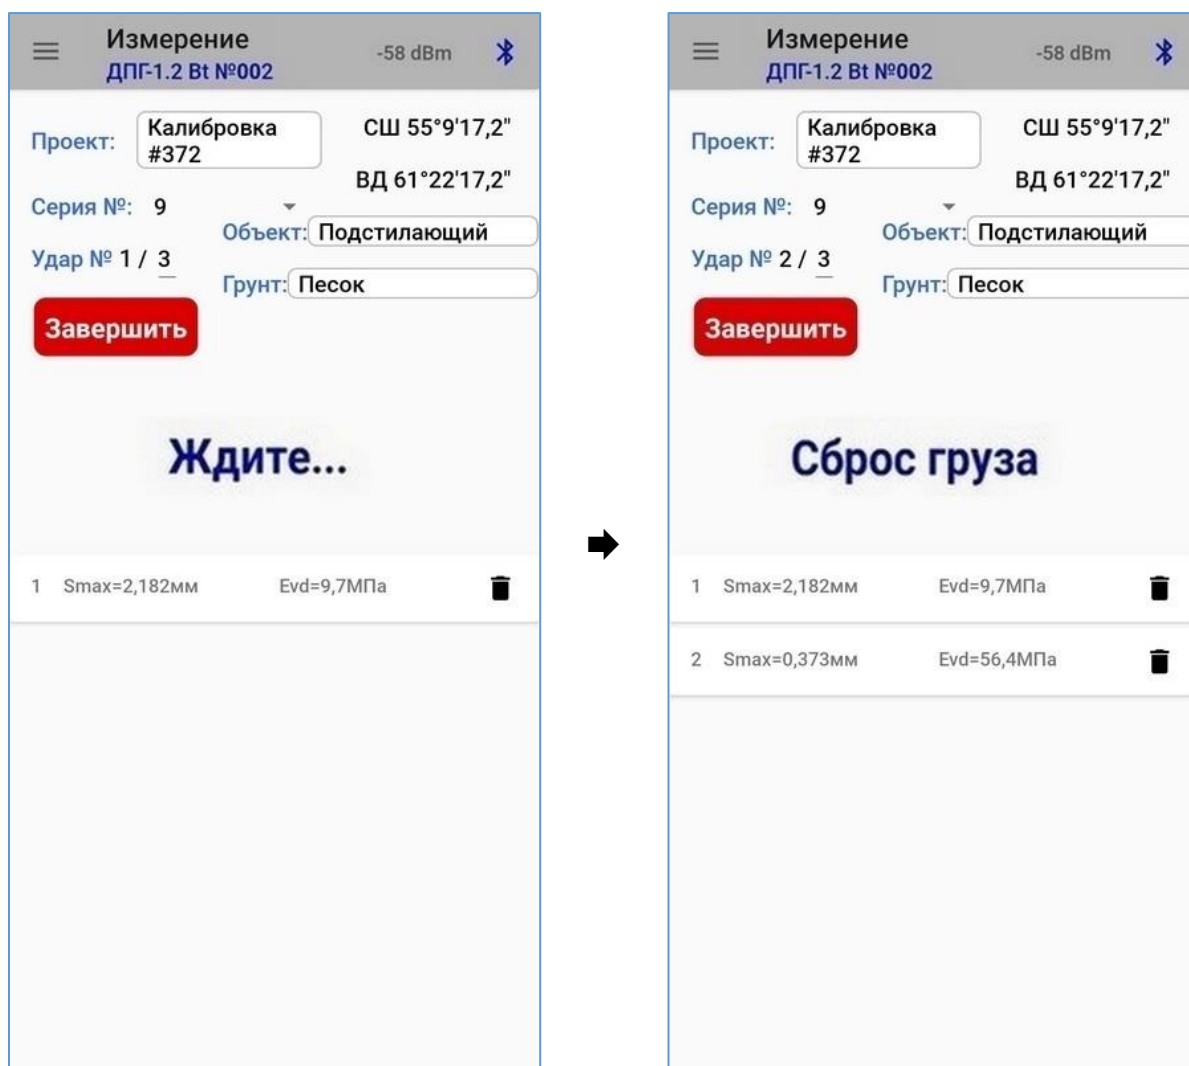 Измерение
ДПГ-1.2 Bt №002
-58 dBm
Проект:
Калибровка
#372
СШ 55°9'17,2"
ВД 61°22'17,2"
Серия №: 9
Объект: Подстилающий
Удар № 1 / 3
Грунт: Песок
Завершить
Ждите...
1 Smax=2,182мм Evd=9,7МПа
Измерение
ДПГ-1.2 Bt №002
-58 dBm
Проект:
Калибровка
#372
СШ 55°9'17,2"
ВД 61°22'17,2"
Серия №: 9
Объект: Подстилающий
Удар № 2 / 3
Грунт: Песок
Завершить
Сброс груза
1 Smax=2,182мм Evd=9,7МПа
2 Smax=0,373мм Evd=56,4МПа